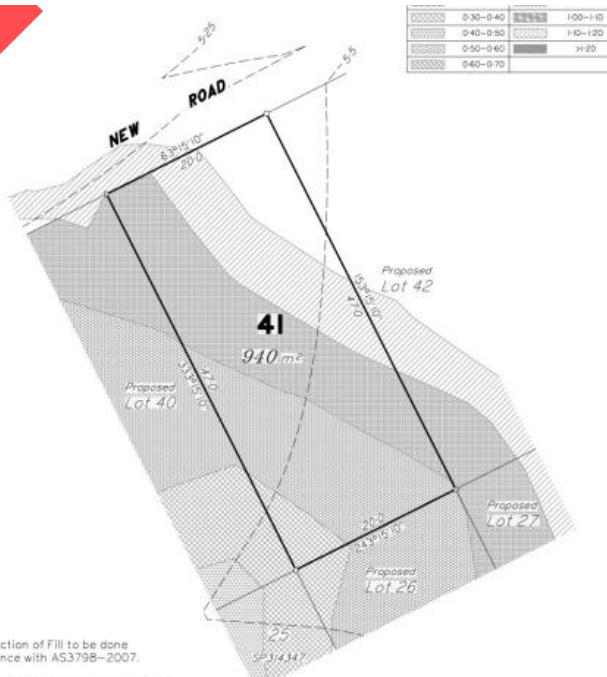 0·30-0·40 1·00-1·10
0·40-0·50 1·10-1·20
0·50-0·60 >1·20
0·60-0·70
5·25
5·5
NEW ROAD
63°15'10"
20·0
153°15'10"
47·0
Proposed
Lot 42
41
940 m²
47·0
333°15'10"
Proposed
Lot 40
20·0
243°15'10"
Proposed
Lot 27
Proposed
Lot 26
25
SP314347
ction of Fill to be done
nce with AS3798-2007.